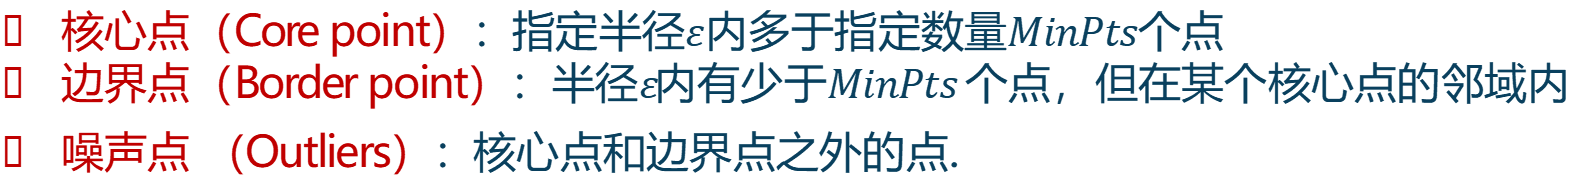 ▯ 核心点（Core point）：指定半径𝜀内多于指定数量𝑀𝑖𝑛𝑃𝑡𝑠个点
▯ 边界点（Border point）：半径𝜀内有少于𝑀𝑖𝑛𝑃𝑡𝑠 个点，但在某个核心点的邻域内
▯ 噪声点 （Outliers）：核心点和边界点之外的点.